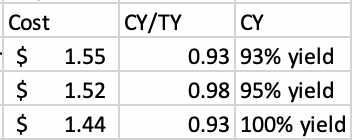 Cost CY/TY CY
$ 1.55 0.93 93% yield
$ 1.52 0.98 95% yield
$ 1.44 0.93 100% yield